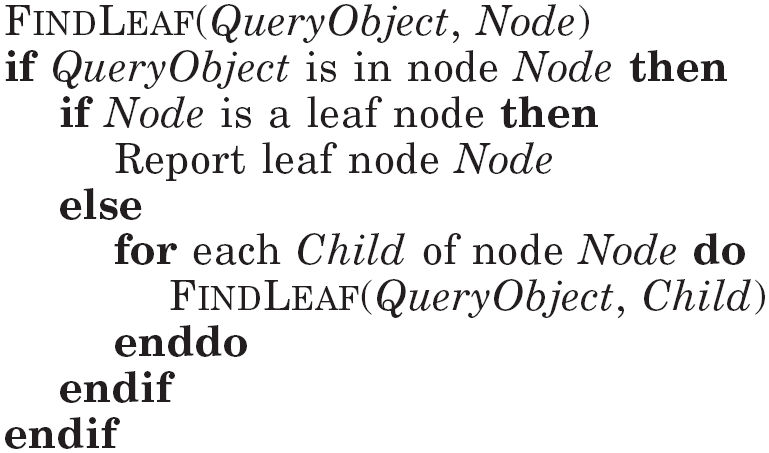 FINDLEAF(QueryObject, Node)
if QueryObject is in node Node then
if Node is a leaf node then
Report leaf node Node
else
for each Child of node Node do
FINDLEAF(QueryObject, Child)
enddo
endif
endif